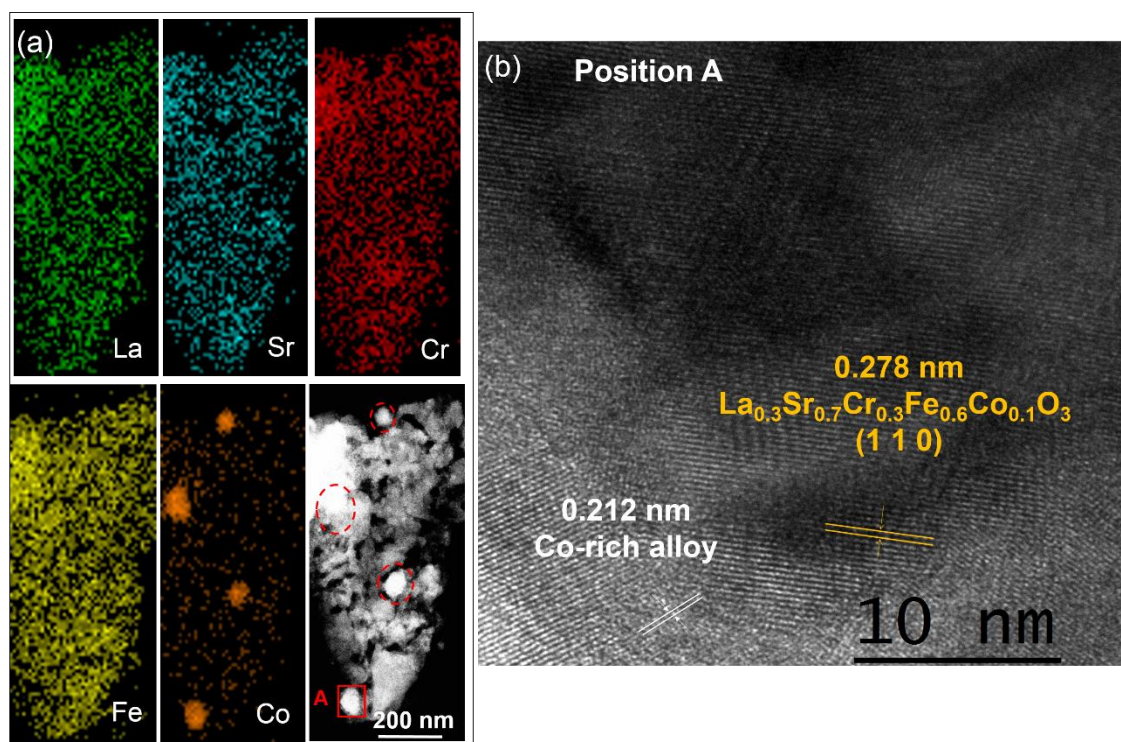 (a)
La
Sr
Cr
Fe
Co
A
200 nm
(b)
Position A
0.278 nm
La₀.₃Sr₀.₇Cr₀.₃Fe₀.₆Co₀.₁O₃
(1 1 0)
0.212 nm
Co-rich alloy
10 nm